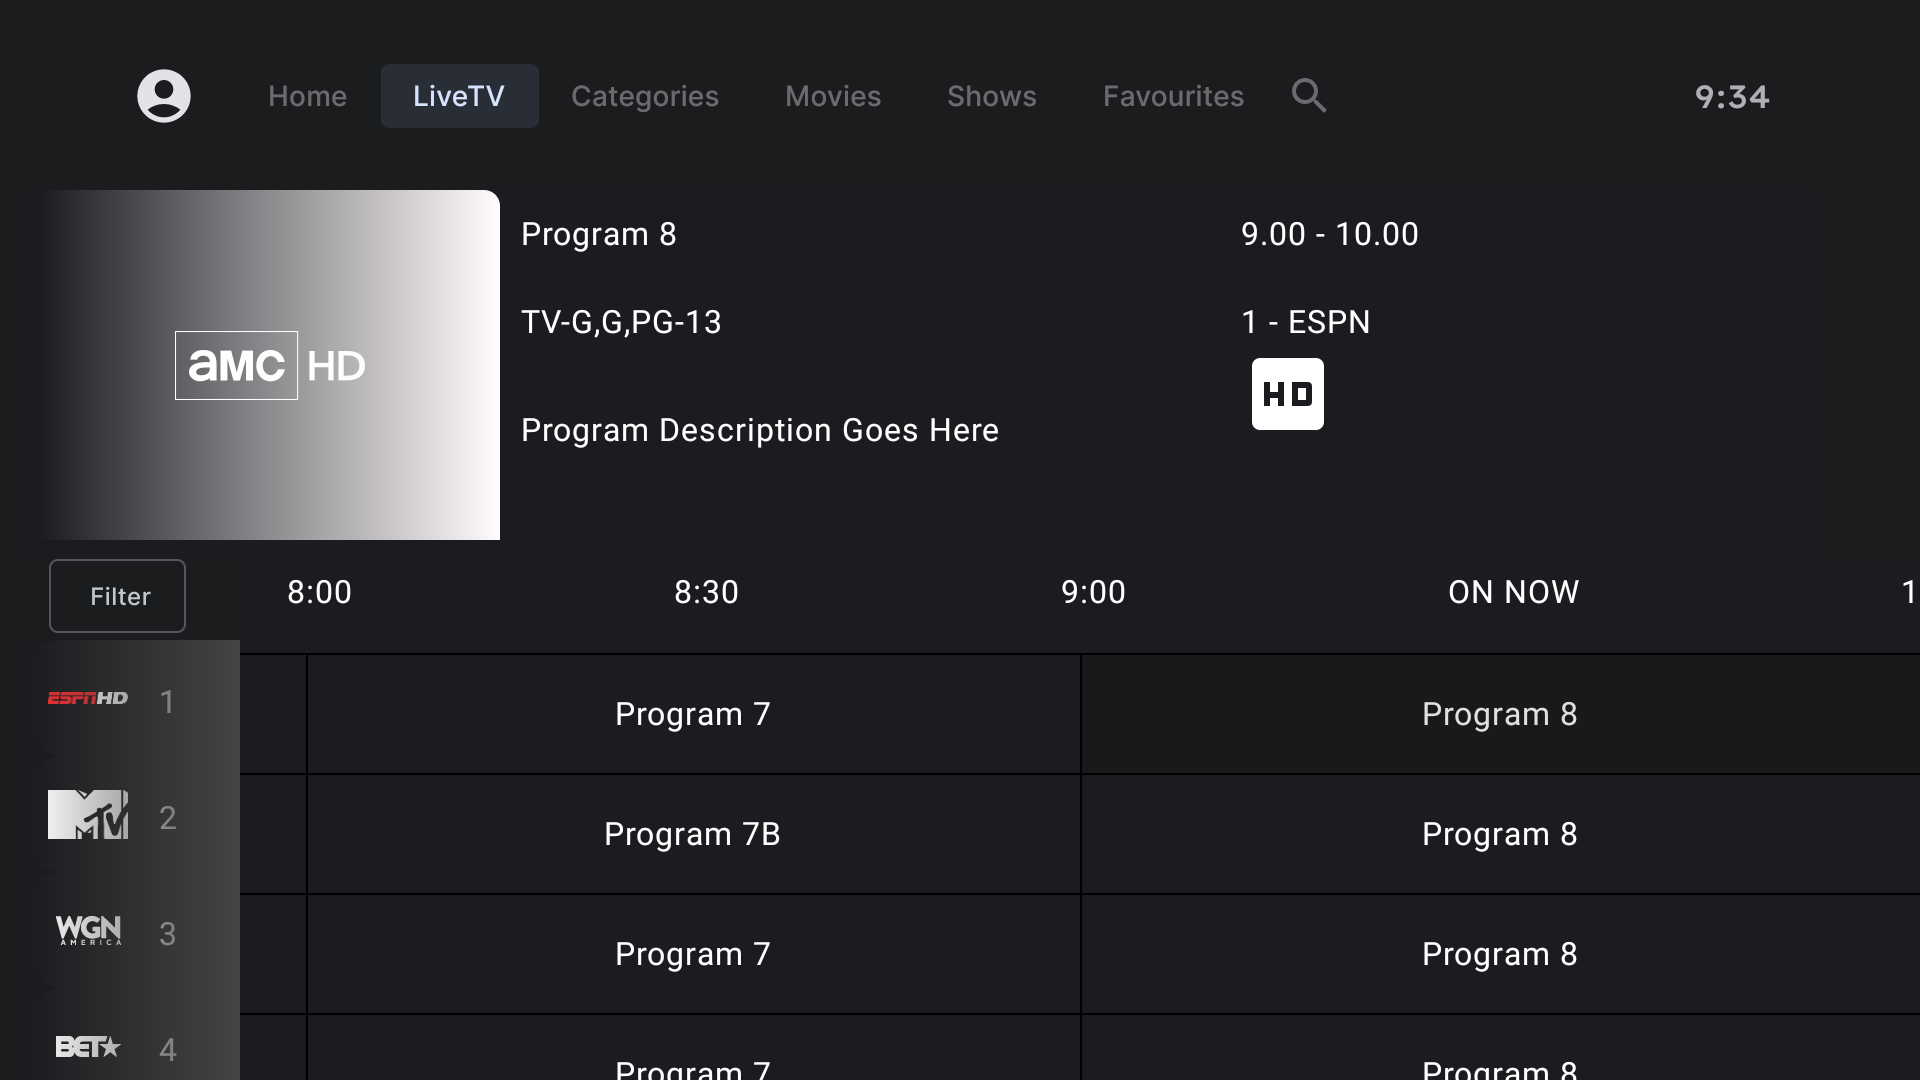 Home LiveTV Categories Movies Shows Favourites 9:34
Program 8 9.00 - 10.00
TV-G,G,PG-13 1 - ESPN
aMC HD
HD
Program Description Goes Here
Filter 8:00 8:30 9:00 ON NOW 1
ESPN HD 1 Program 7 Program 8
MTV 2 Program 7B Program 8
WGN AMERICA 3 Program 7 Program 8
BET 4 Program 7 Program 8